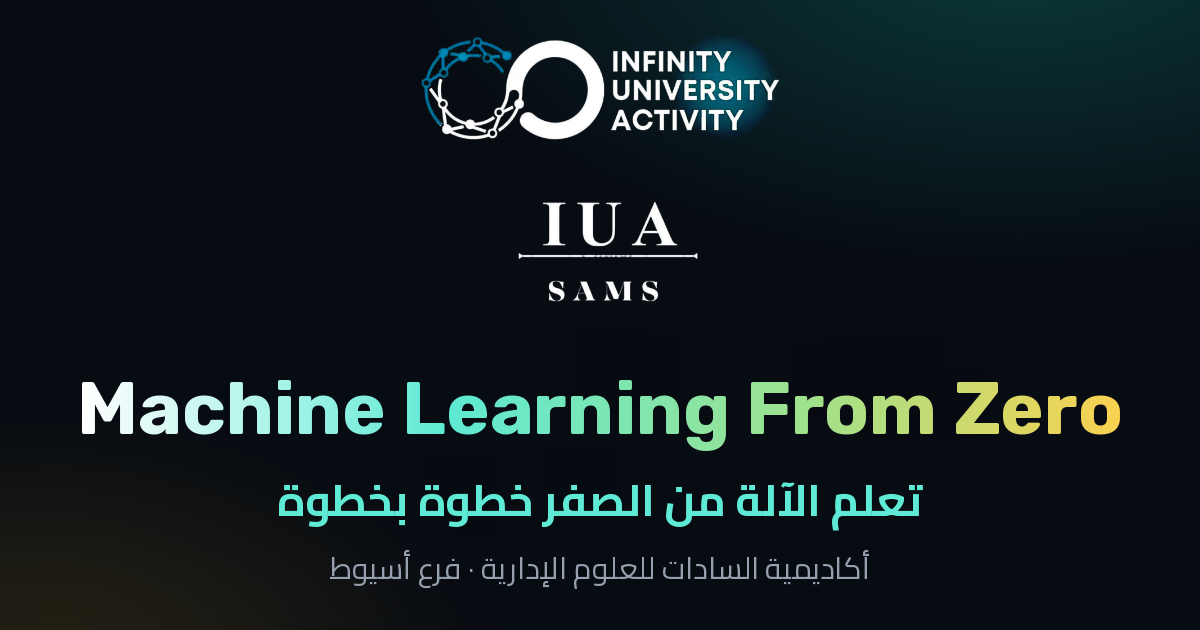 INFINITY
UNIVERSITY
ACTIVITY
IUA
SAMS
Machine Learning From Zero
تعلم الآلة من الصفر خطوة بخطوة
أكاديمية السادات للعلوم الإدارية · فرع أسيوط